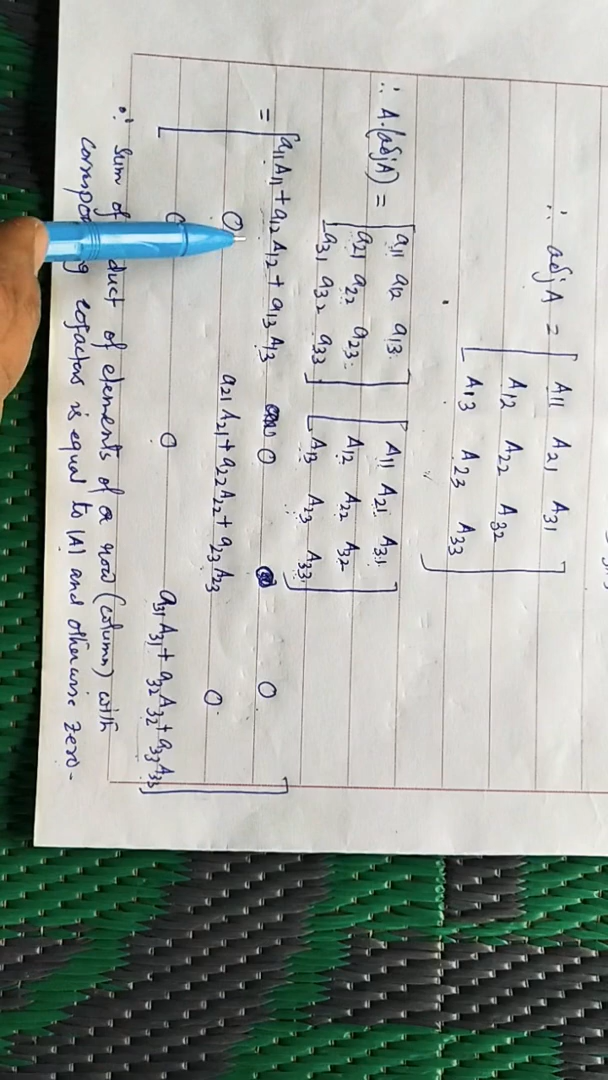 ∴ adj A = [ A11 A21 A31
A12 A22 A32
A13 A23 A33 ]
∴ A.(adjA) = [ a11 a12 a13 [ A11 A21 A31
a21 a22 a23 A12 A22 A32
a31 a32 a33 ] A13 A23 A33 ]
= [ a11A11 + a12A12 + a13A13 0 0
0 a21A21 + a22A22 + a23A23 0
0 0 a31A31 + a32A32 + a33A33 ]
∵ Sum of duct of elements of a row (column) with
cofactors is equal to |A| and otherwise zero.